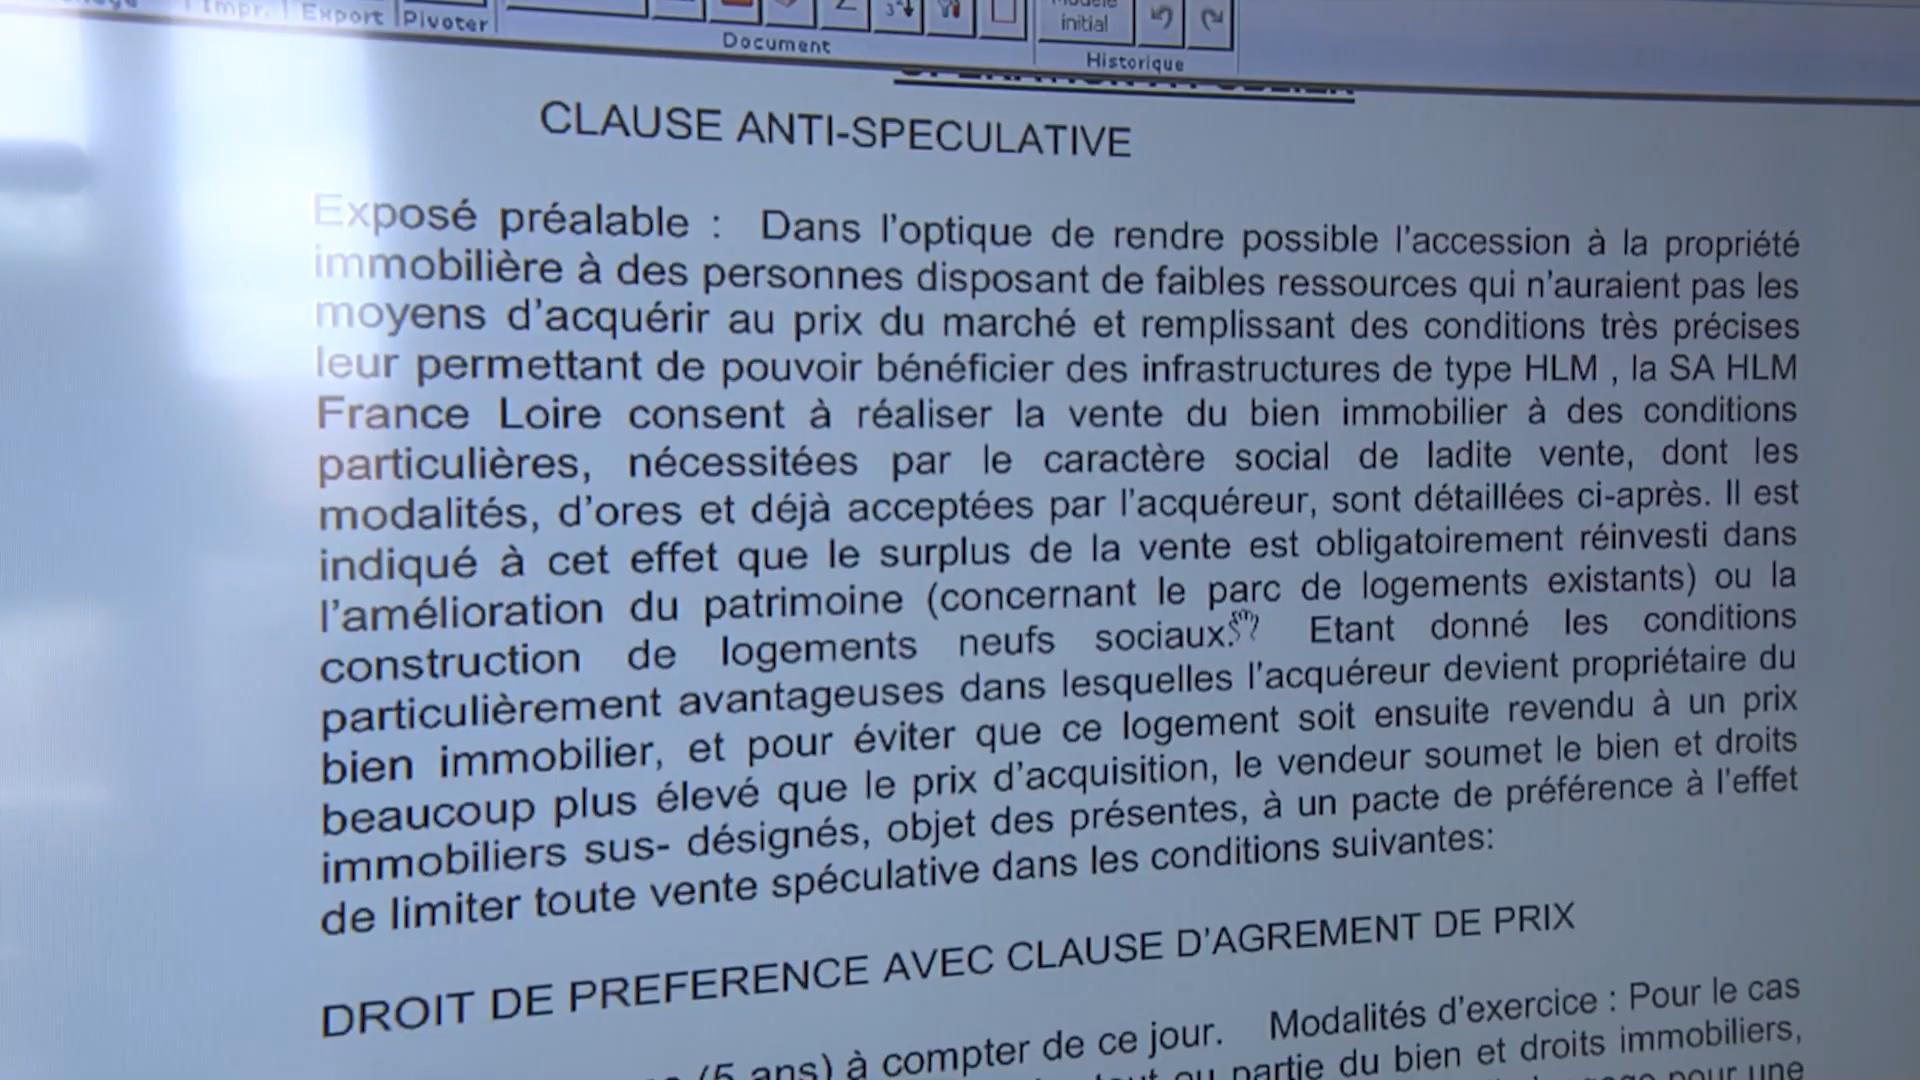 Impr.
Export
Pivoter
Document
initial
Historique
CLAUSE ANTI-SPECULATIVE
Exposé préalable : Dans l'optique de rendre possible l'accession à la propriété
immobilière à des personnes disposant de faibles ressources qui n'auraient pas les
moyens d'acquérir au prix du marché et remplissant des conditions très précises
leur permettant de pouvoir bénéficier des infrastructures de type HLM , la SA HLM
France Loire consent à réaliser la vente du bien immobilier à des conditions
particulières, nécessitées par le caractère social de ladite vente, dont les
modalités, d'ores et déjà acceptées par l'acquéreur, sont détaillées ci-après. Il est
indiqué à cet effet que le surplus de la vente est obligatoirement réinvesti dans
l'amélioration du patrimoine (concernant le parc de logements existants) ou la
construction de logements neufs sociaux. Etant donné les conditions
particulièrement avantageuses dans lesquelles l'acquéreur devient propriétaire du
bien immobilier, et pour éviter que ce logement soit ensuite revendu à un prix
beaucoup plus élevé que le prix d'acquisition, le vendeur soumet le bien et droits
immobiliers sus- désignés, objet des présentes, à un pacte de préférence à l'effet
de limiter toute vente spéculative dans les conditions suivantes:
DROIT DE PREFERENCE AVEC CLAUSE D'AGREMENT DE PRIX
(5 ans) à compter de ce jour. Modalités d'exercice : Pour le cas
tout ou partie du bien et droits immobiliers,
pour une